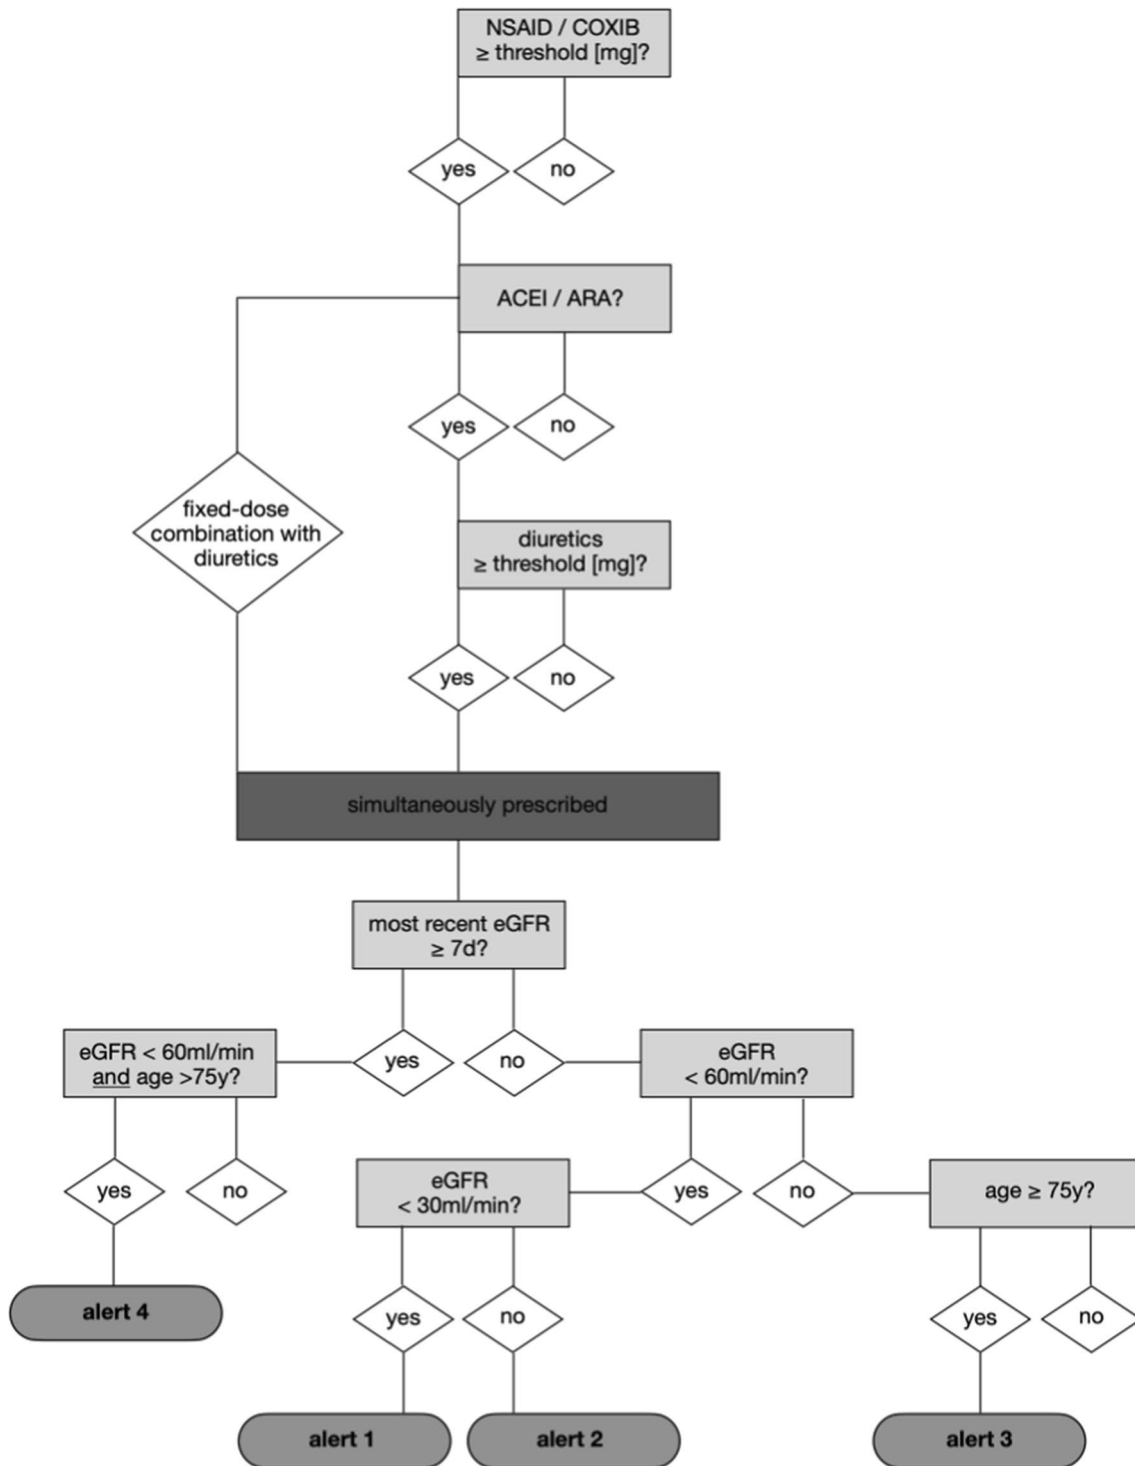 NSAID / COXIB
≥ threshold [mg]?
yes
no
ACEI / ARA?
yes
no
fixed-dose
combination with
diuretics
diuretics
≥ threshold [mg]?
yes
no
simultaneously prescribed
most recent eGFR
≥ 7d?
yes
no
eGFR < 60ml/min
and age >75y?
eGFR
< 60ml/min?
yes
no
eGFR
< 30ml/min?
yes
no
age ≥ 75y?
alert 4
yes
no
yes
no
alert 1
alert 2
alert 3